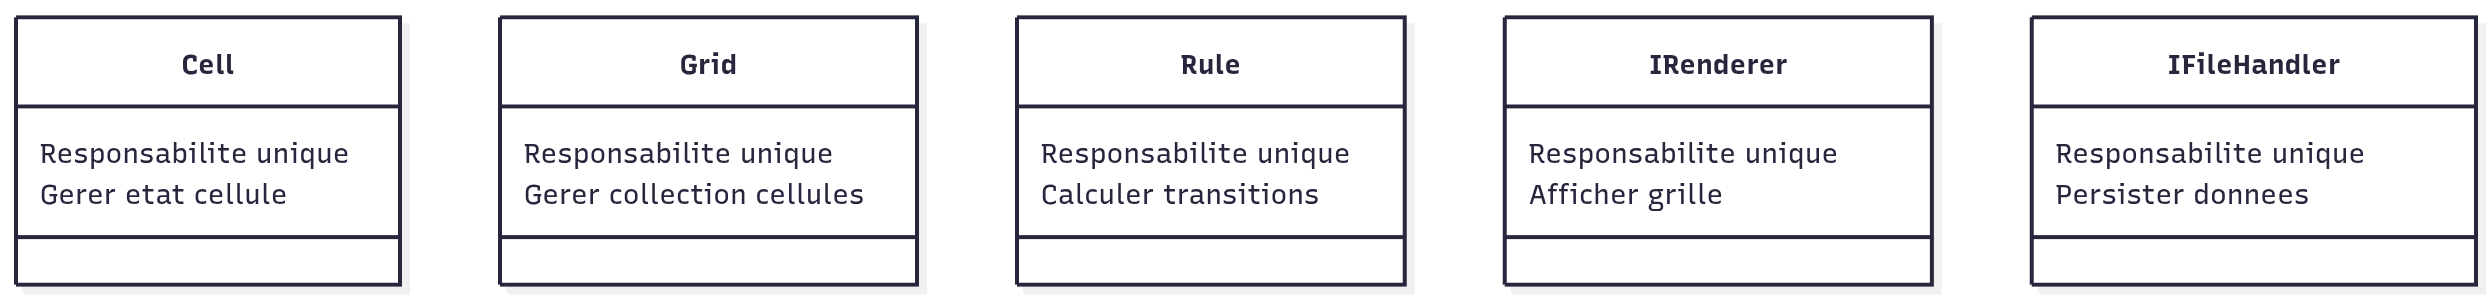 Cell
Responsabilite unique
Gerer etat cellule
Grid
Responsabilite unique
Gerer collection cellules
Rule
Responsabilite unique
Calculer transitions
IRenderer
Responsabilite unique
Afficher grille
IFileHandler
Responsabilite unique
Persister donnees